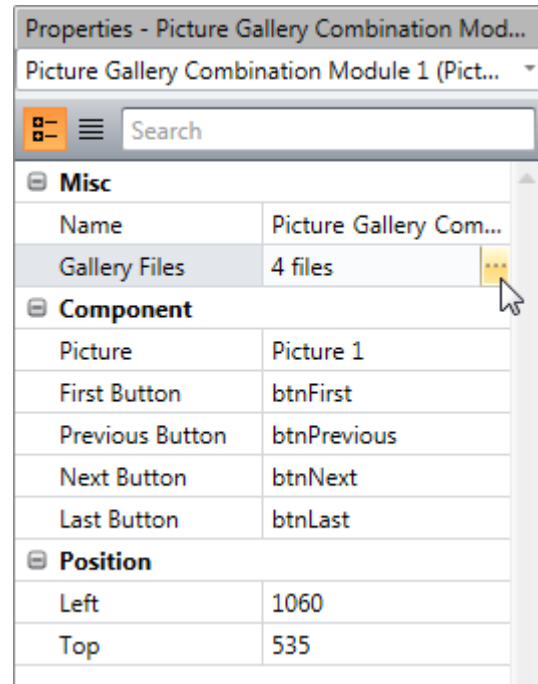 Properties - Picture Gallery Combination Mod...
Picture Gallery Combination Module 1 (Pict...
Search
Misc
Name Picture Gallery Com...
Gallery Files 4 files ...
Component
Picture Picture 1
First Button btnFirst
Previous Button btnPrevious
Next Button btnNext
Last Button btnLast
Position
Left 1060
Top 535